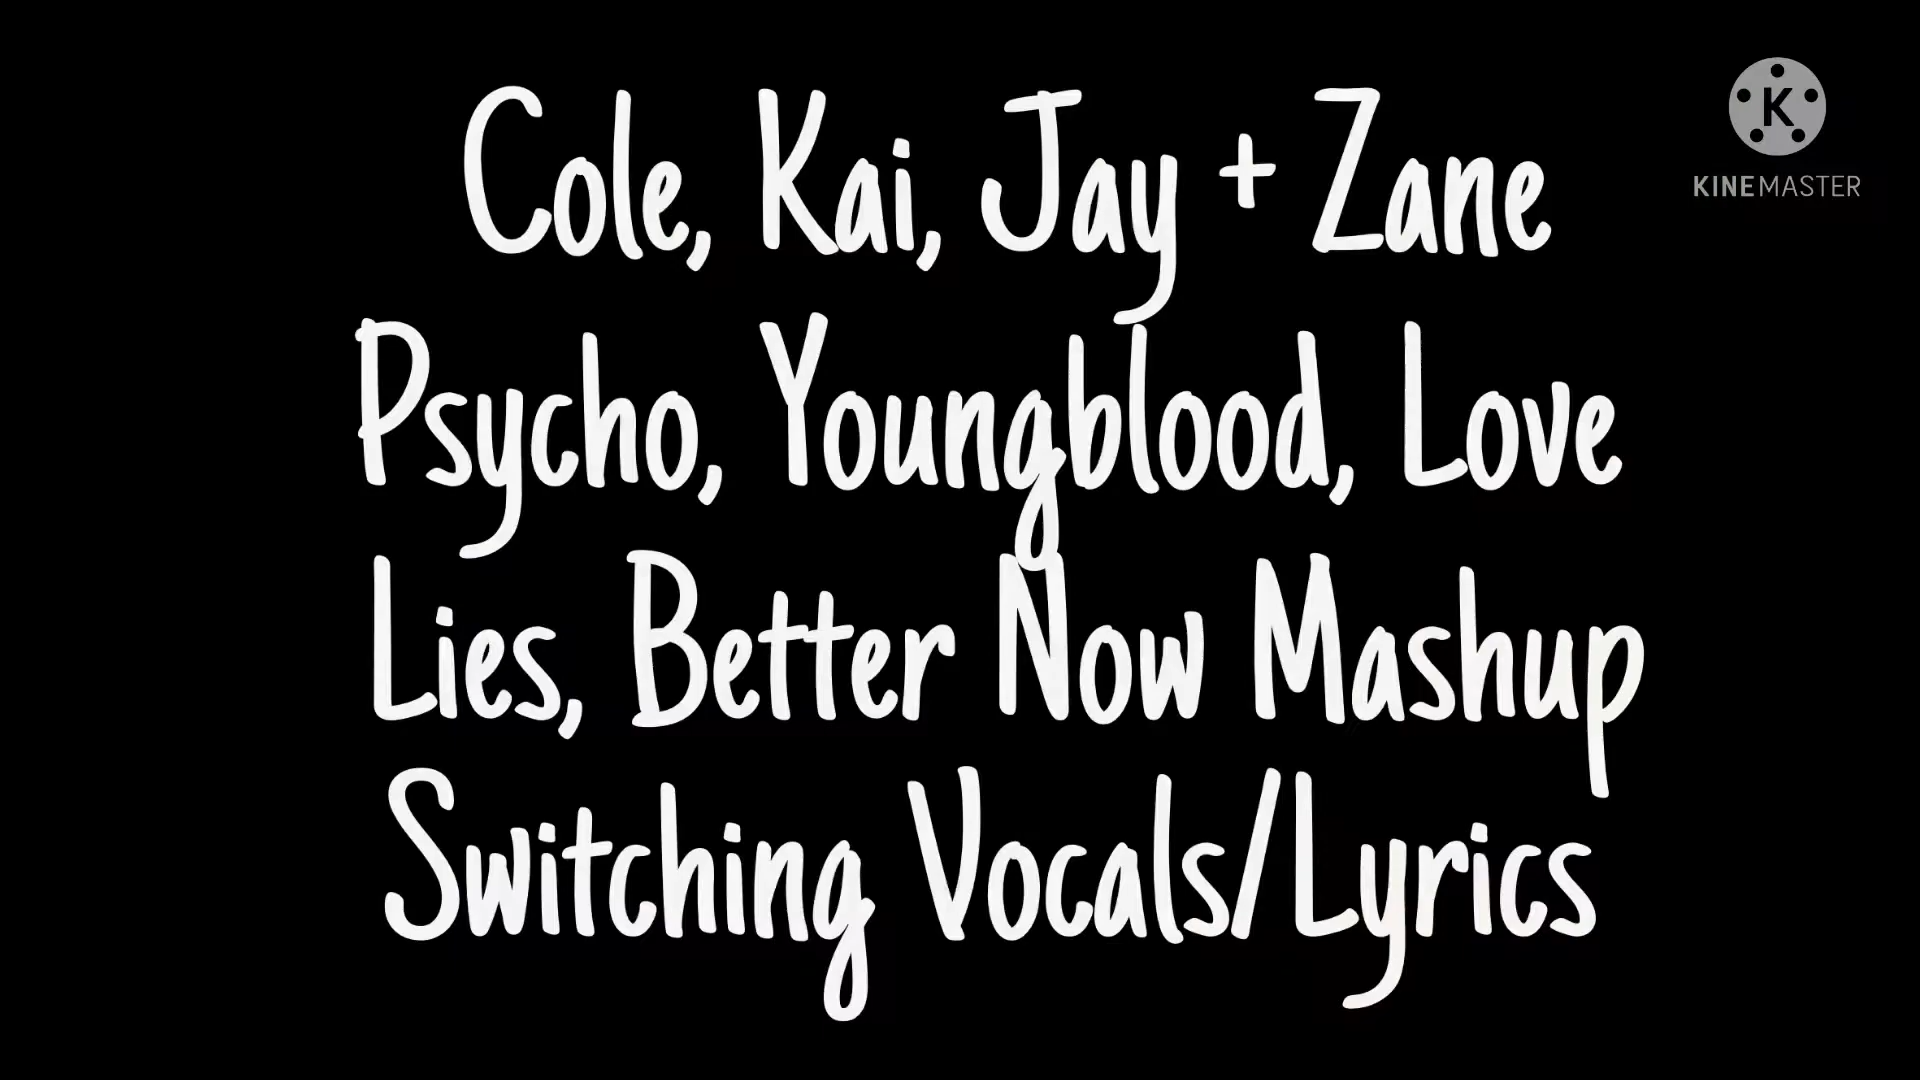 Cole, Kai, Jay + Zane
K
KINEMASTER
Psycho, Youngblood, Love
Lies, Better Now Mashup
Switching Vocals/Lyrics